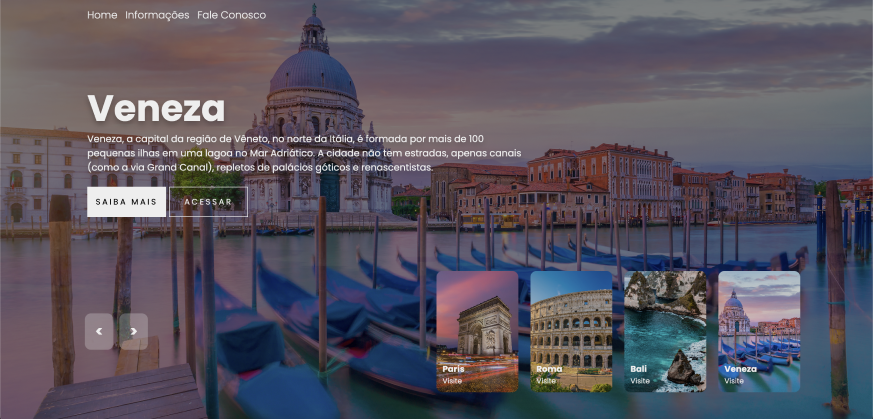 Home Informações Fale Conosco
Veneza
Veneza, a capital da região de Vêneto, no norte da Itália, é formada por mais de 100
pequenas ilhas em uma lagoa no Mar Adriático. A cidade não tem estradas, apenas canais
(como a via Grand Canal), repletos de palácios góticos e renascentistas.
SAIBA MAIS ACESSAR
< >
Paris Roma Bali Veneza
Visite Visite Visite Visite